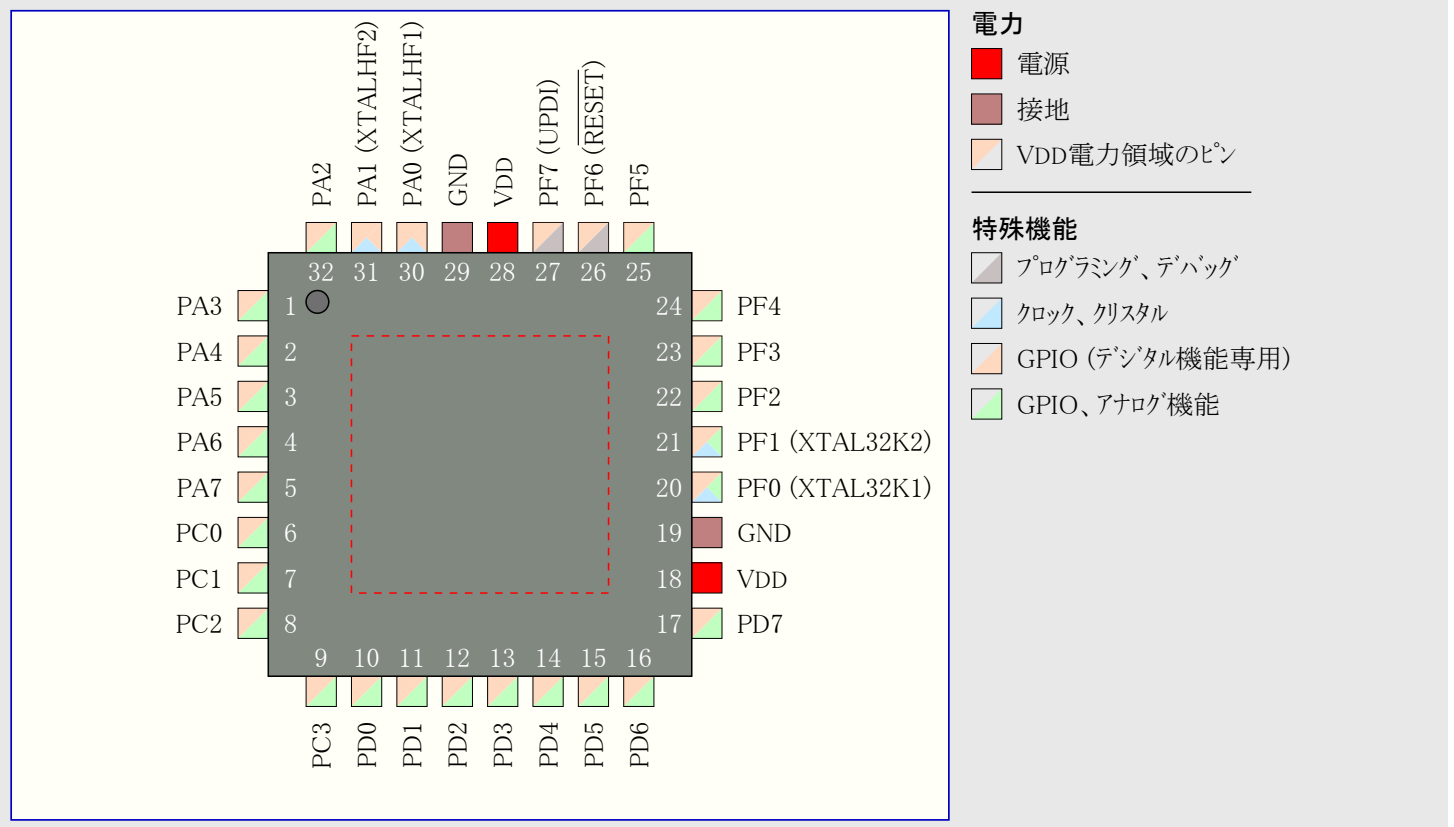 PA2
PA1 (XTALHF2)
PA0 (XTALHF1)
GND
VDD
PF7 (UPDI)
PF6 (RESET)
PF5
32 31 30 29 28 27 26 25
PA3 1
PA4 2
PA5 3
PA6 4
PA7 5
PC0 6
PC1 7
PC2 8
24 PF4
23 PF3
22 PF2
21 PF1 (XTAL32K2)
20 PF0 (XTAL32K1)
19 GND
18 VDD
17 PD7
9 10 11 12 13 14 15 16
PC3
PD0
PD1
PD2
PD3
PD4
PD5
PD6
電力
電源
接地
VDD電力領域のﾋﾟﾝ
特殊機能
ﾌﾟﾛｸﾞﾗﾐﾝｸﾞ、ﾃﾞﾊﾞｯｸﾞ
ｸﾛｯｸ、ｸﾘｽﾀﾙ
GPIO (ﾃﾞｼﾞﾀﾙ機能専用)
GPIO、ｱﾅﾛｸﾞ機能